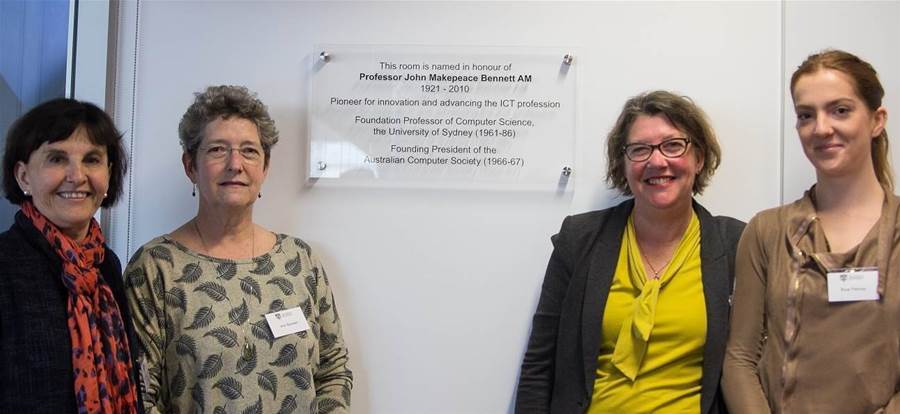 This room is named in honour of
Professor John Makepeace Bennett AM
1921 - 2010
Pioneer for innovation and advancing the ICT profession
Foundation Professor of Computer Science,
the University of Sydney (1961-86)
Founding President of the
Australian Computer Society (1966-67)